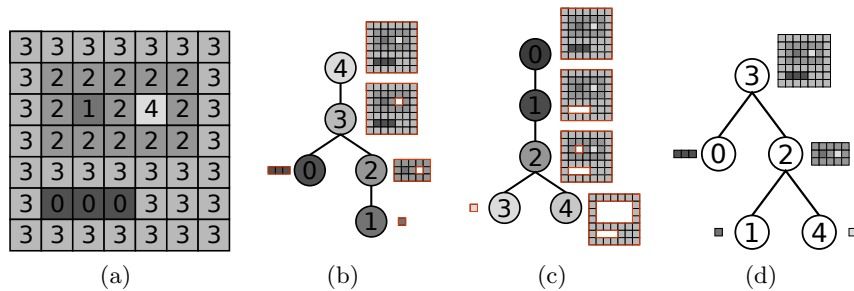 3 3 3 3 3 3 3
3 2 2 2 2 2 3
3 2 1 2 4 2 3
3 2 2 2 2 2 3
3 3 3 3 3 3 3
3 0 0 0 3 3 3
3 3 3 3 3 3 3
(a)
4
3
0 2
1
(b)
0
1
2
3 4
(c)
3
0 2
1 4
(d)